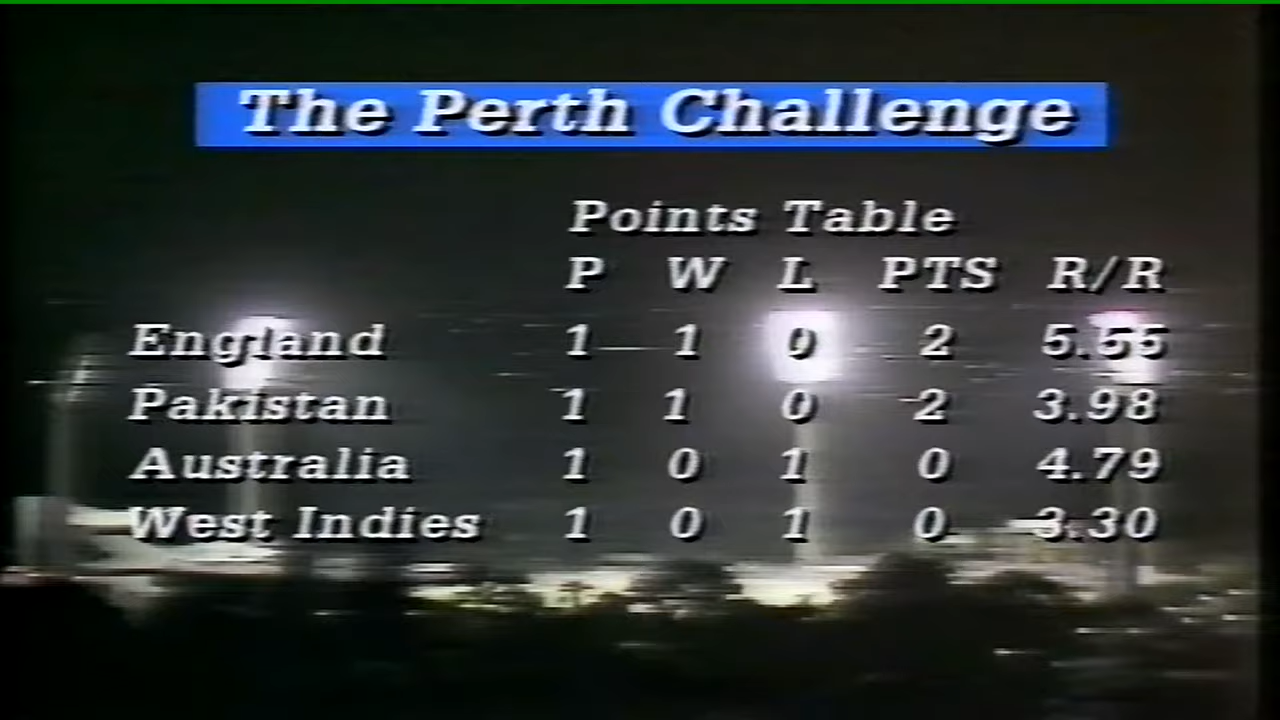 The Perth Challenge
Points Table
P W L PTS R/R
England 1 1 0 2 5.55
Pakistan 1 1 0 2 3.98
Australia 1 0 1 0 4.79
West Indies 1 0 1 0 3.30